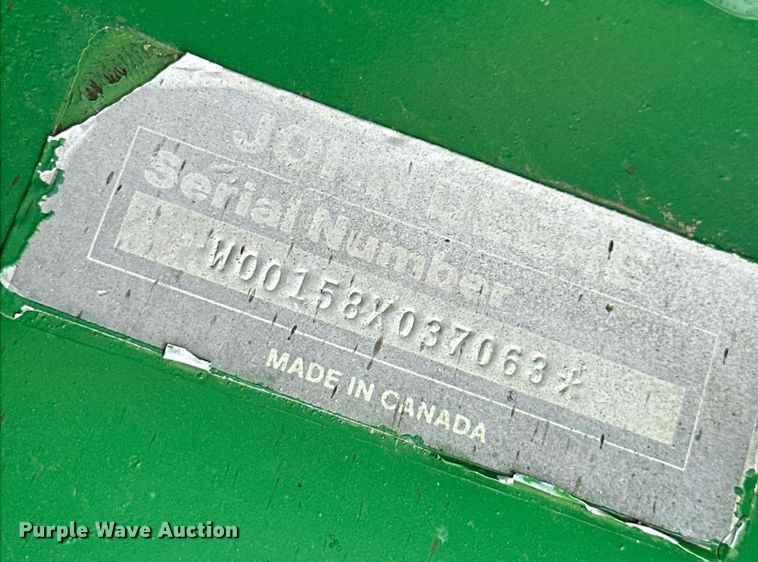 JOHN DEERE
Serial Number
W00158X037063*
MADE IN CANADA
Purple Wave Auction